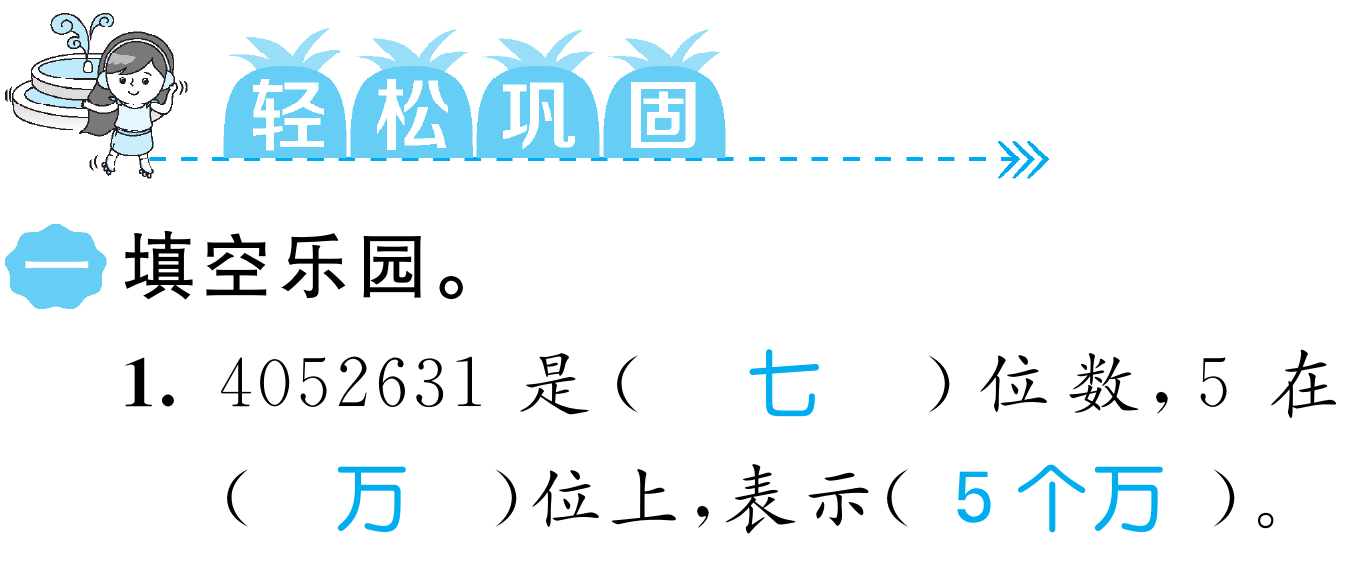 轻松巩固
一 填空乐园。
1. 4052631 是( 七 )位数,5 在
( 万 )位上,表示( 5个万 )。